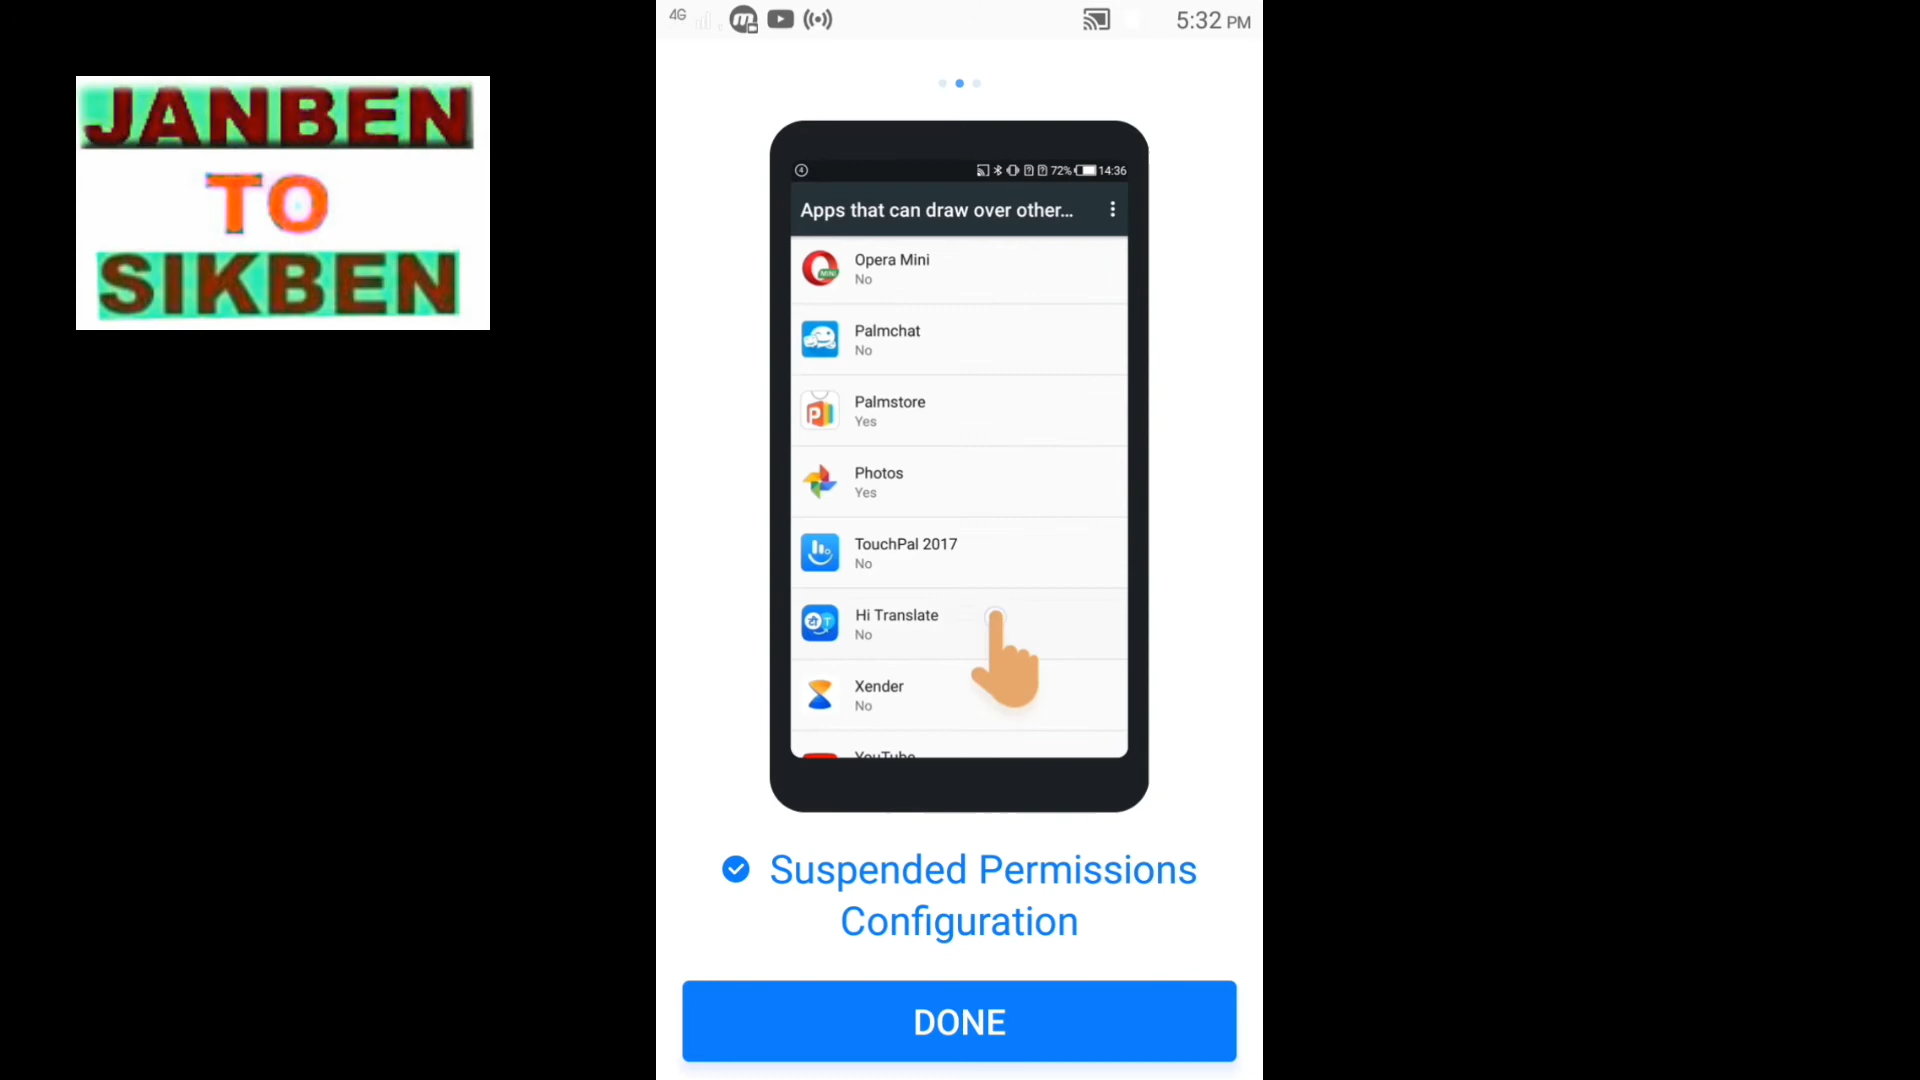 4G
5:32 PM
JANBEN
TO
SIKBEN
72% 14:36
Apps that can draw over other...
Opera Mini
No
Palmchat
No
Palmstore
Yes
Photos
Yes
TouchPal 2017
No
Hi Translate
No
Xender
No
YouTube
Suspended Permissions
Configuration
DONE